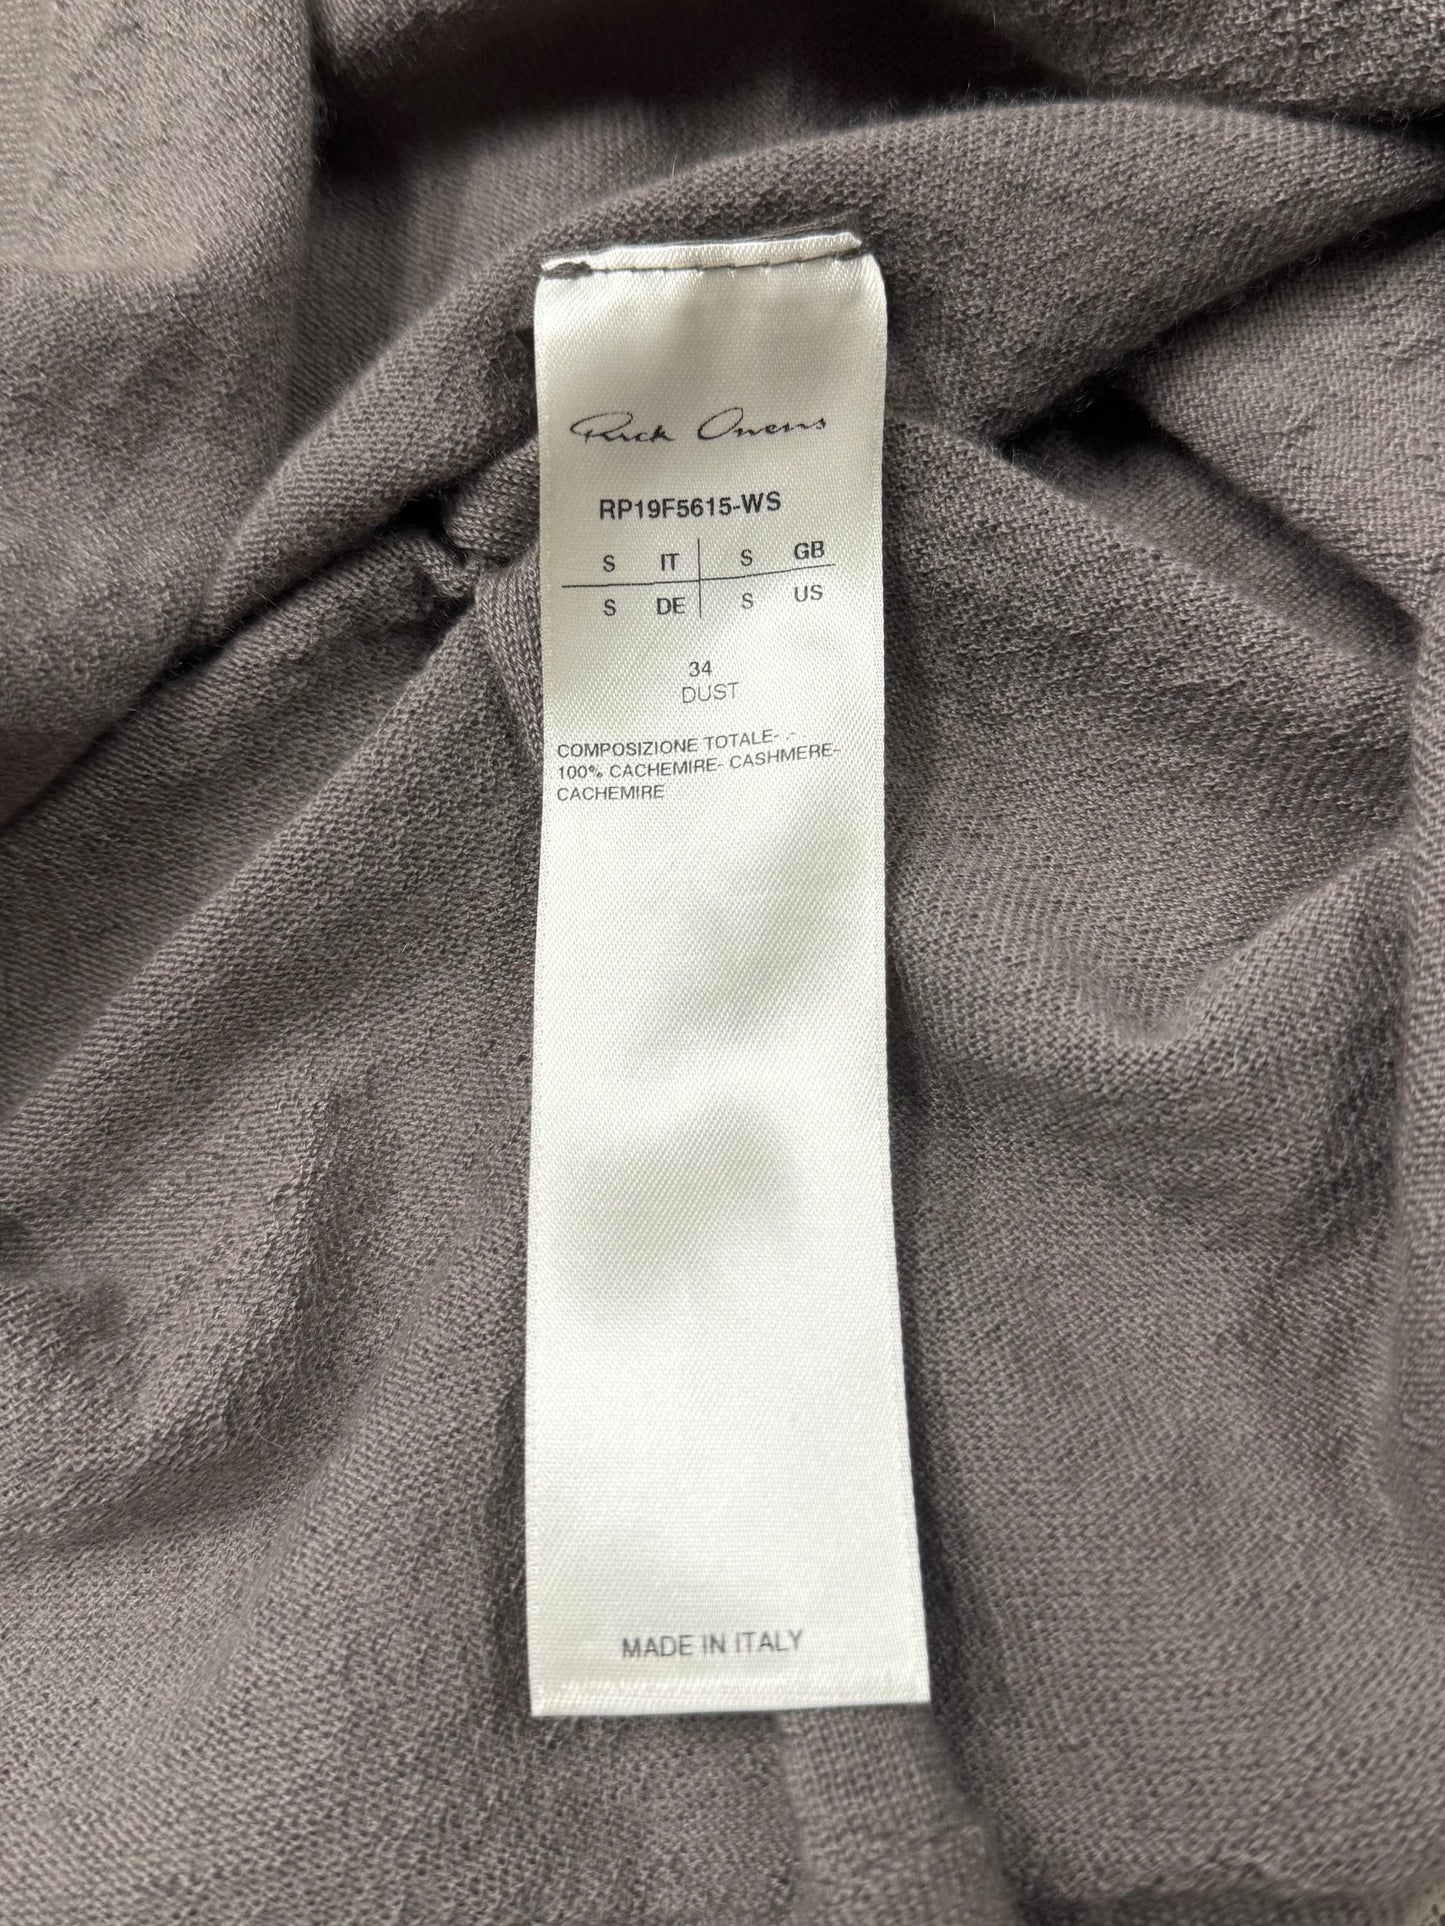 Rick Owens
RP19F5615-WS
S IT S GB
S DE S US
34
DUST
COMPOSIZIONE TOTALE- -
100% CACHEMIRE- CASHMERE-
CACHEMIRE
MADE IN ITALY